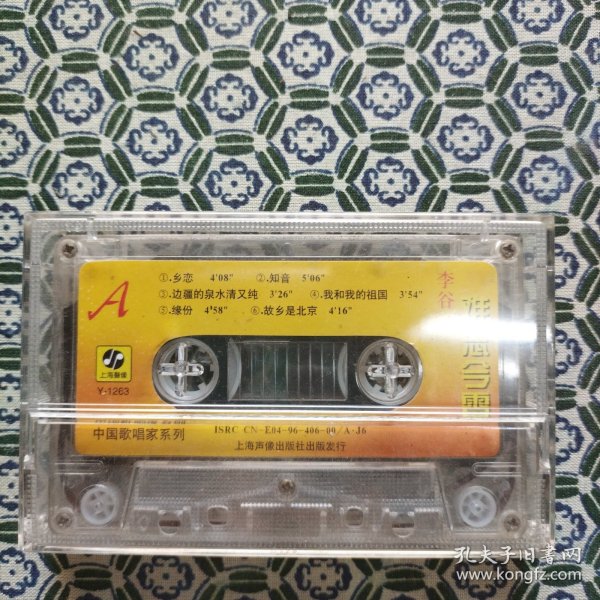 A
①.乡恋 4'08" ②.知音 5'06"
③.边疆的泉水清又纯 3'26" ④.我和我的祖国 3'54"
⑤.缘份 4'58" ⑥.故乡是北京 4'16"
李谷
上海聲像
Y-1263
中国歌唱家系列
ISRC CN-E04-96-406-00/A·J6
上海声像出版社出版发行
孔夫子旧書网
www.kongfz.com